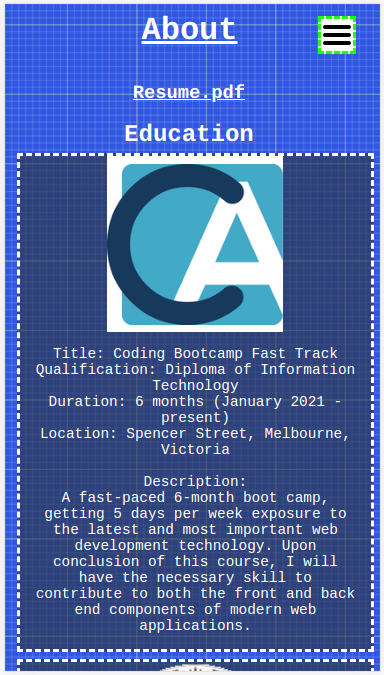 About
Resume.pdf
Education
CA
Title: Coding Bootcamp Fast Track
Qualification: Diploma of Information
Technology
Duration: 6 months (January 2021 -
present)
Location: Spencer Street, Melbourne,
Victoria
Description:
A fast-paced 6-month boot camp,
getting 5 days per week exposure to
the latest and most important web
development technology. Upon
conclusion of this course, I will
have the necessary skill to
contribute to both the front and back
end components of modern web
applications.